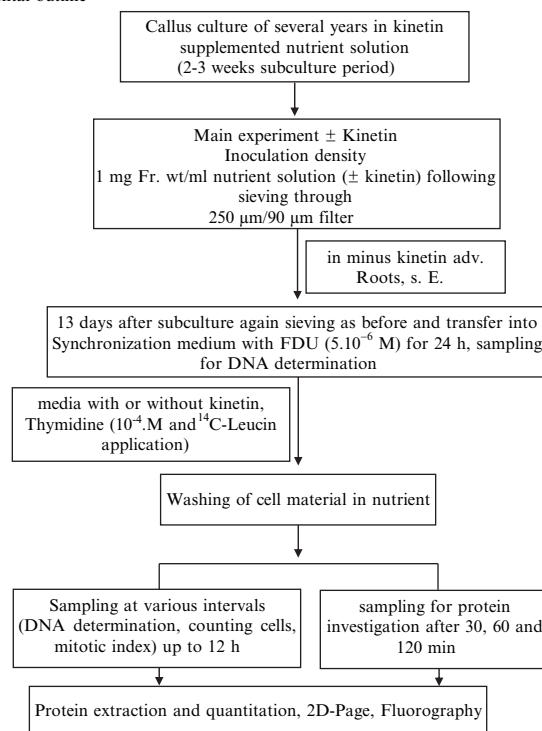 Callus culture of several years in kinetin
supplemented nutrient solution
(2-3 weeks subculture period)
Main experiment ± Kinetin
Inoculation density
1 mg Fr. wt/ml nutrient solution (± kinetin) following
sieving through
250 µm/90 µm filter
in minus kinetin adv.
Roots, s. E.
13 days after subculture again sieving as before and transfer into
Synchronization medium with FDU (5.10⁻⁶ M) for 24 h, sampling
for DNA determination
media with or without kinetin,
Thymidine (10⁻⁴.M and ¹⁴C-Leucin
application)
Washing of cell material in nutrient
Sampling at various intervals
(DNA determination, counting cells,
mitotic index) up to 12 h
sampling for protein
investigation after 30, 60 and
120 min
Protein extraction and quantitation, 2D-Page, Fluorography